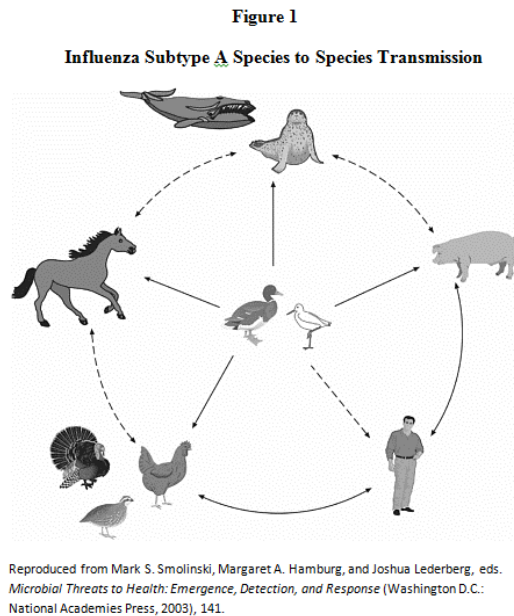 Figure 1
Influenza Subtype A Species to Species Transmission
Reproduced from Mark S. Smolinski, Margaret A. Hamburg, and Joshua Lederberg, eds.
Microbial Threats to Health: Emergence, Detection, and Response (Washington D.C.:
National Academies Press, 2003), 141.